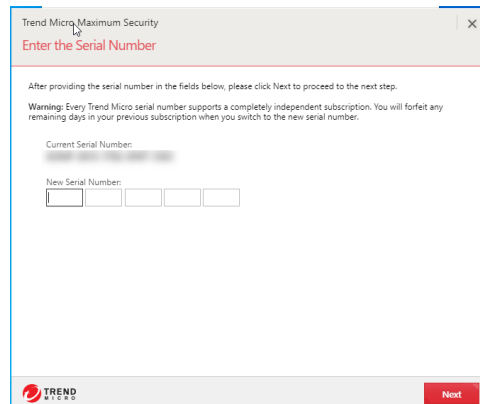 Trend Micro Maximum Security
Enter the Serial Number
After providing the serial number in the fields below, please click Next to proceed to the next step.
Warning: Every Trend Micro serial number supports a completely independent subscription. You will forfeit any
remaining days in your previous subscription when you switch to the new serial number.
Current Serial Number:
New Serial Number:
TREND
MICRO
Next